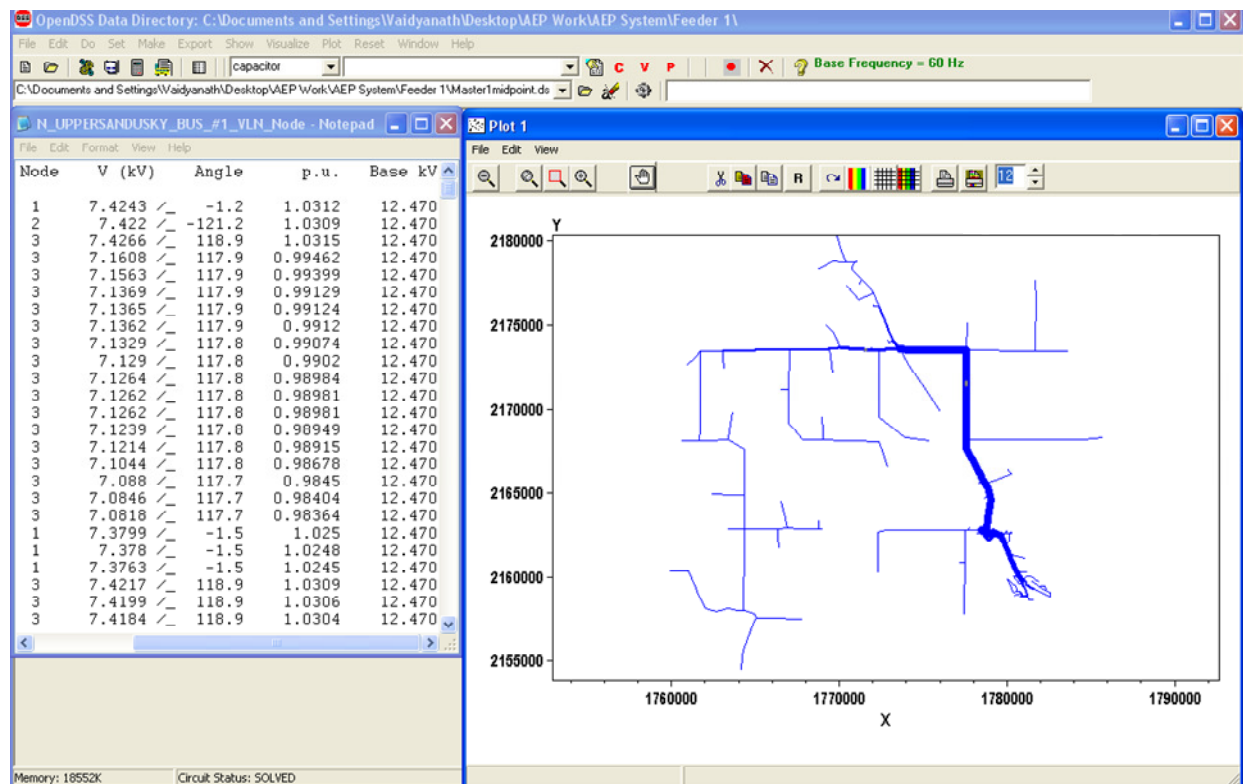 OpenDSS Data Directory: C:\Documents and Settings\Vaidyanath\Desktop\AEP Work\AEP System\Feeder 1\
File Edit Do Set Make Export Show Visualize Plot Reset Window Help
capacitor C V P Base Frequency = 60 Hz
C:\Documents and Settings\Vaidyanath\Desktop\AEP Work\AEP System\Feeder 1\Master1midpoint.ds
N_UPPERSANDUSKY_BUS_#1_VLN_Node - Notepad
File Edit Format View Help
Node V (kV) Angle p.u. Base kV
1 7.4243 /_ -1.2 1.0312 12.470
2 7.422 /_ -121.2 1.0309 12.470
3 7.4266 /_ 118.9 1.0315 12.470
3 7.1608 /_ 117.9 0.99462 12.470
3 7.1563 /_ 117.9 0.99399 12.470
3 7.1369 /_ 117.9 0.99129 12.470
3 7.1365 /_ 117.9 0.99124 12.470
3 7.1362 /_ 117.9 0.9912 12.470
3 7.1329 /_ 117.8 0.99074 12.470
3 7.129 /_ 117.8 0.9902 12.470
3 7.1264 /_ 117.8 0.98984 12.470
3 7.1262 /_ 117.8 0.98981 12.470
3 7.1262 /_ 117.8 0.98981 12.470
3 7.1239 /_ 117.8 0.90949 12.470
3 7.1214 /_ 117.8 0.98915 12.470
3 7.1044 /_ 117.8 0.98678 12.470
3 7.088 /_ 117.7 0.9845 12.470
3 7.0846 /_ 117.7 0.98404 12.470
3 7.0818 /_ 117.7 0.98364 12.470
1 7.3799 /_ -1.5 1.025 12.470
1 7.378 /_ -1.5 1.0248 12.470
1 7.3763 /_ -1.5 1.0245 12.470
3 7.4217 /_ 118.9 1.0309 12.470
3 7.4199 /_ 118.9 1.0306 12.470
3 7.4184 /_ 118.9 1.0304 12.470
Plot 1
File Edit View
R 12
Y
2180000
2175000
2170000
2165000
2160000
2155000
1760000 1770000 1780000 1790000
X
Memory: 18552K Circuit Status: SOLVED